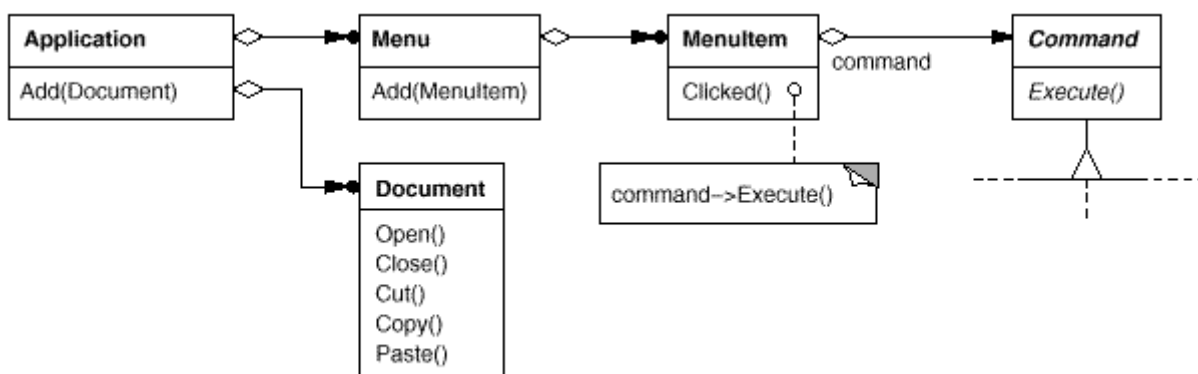 Application
Add(Document)
Menu
Add(MenuItem)
MenuItem
Clicked()
command
Command
Execute()
command->Execute()
Document
Open()
Close()
Cut()
Copy()
Paste()